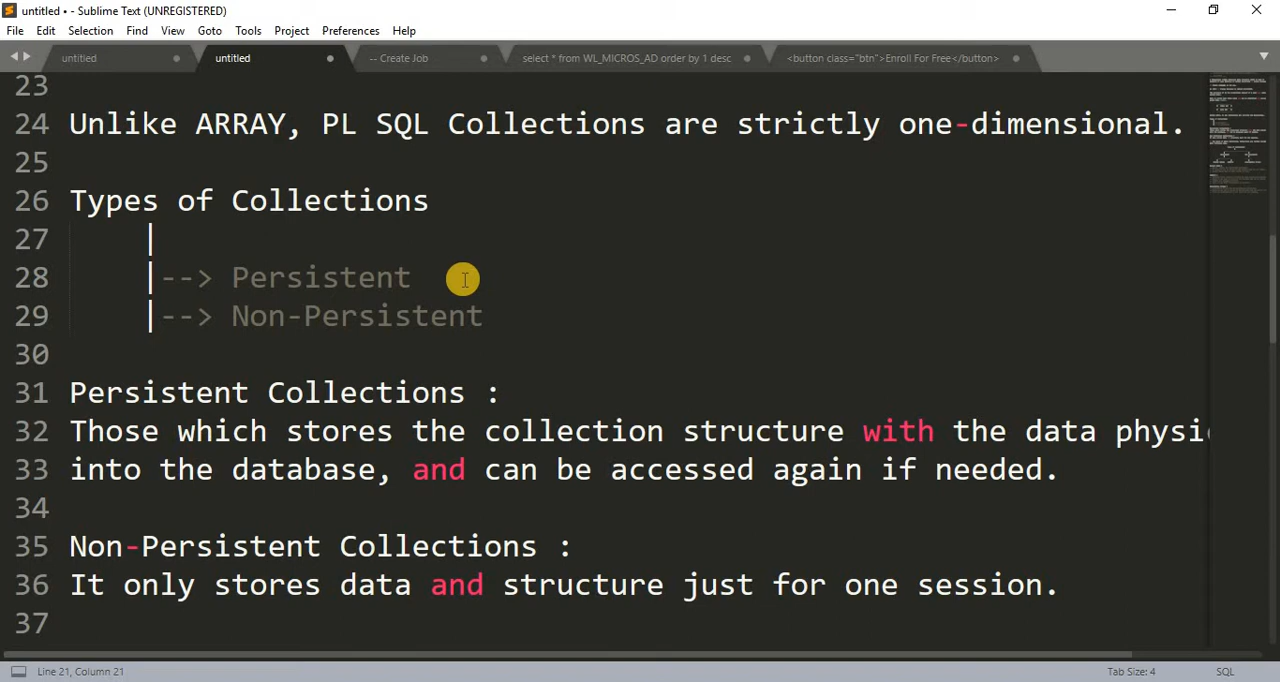 untitled • - Sublime Text (UNREGISTERED)
File Edit Selection Find View Goto Tools Project Preferences Help
untitled untitled -- Create Job select * from WL_MICROS_AD order by 1 desc <button class="btn">Enroll For Free</button>
23
24 Unlike ARRAY, PL SQL Collections are strictly one-dimensional.
25
26 Types of Collections
27 |
28 |--> Persistent
29 |--> Non-Persistent
30
31 Persistent Collections :
32 Those which stores the collection structure with the data physi
33 into the database, and can be accessed again if needed.
34
35 Non-Persistent Collections :
36 It only stores data and structure just for one session.
37
Line 21, Column 21 Tab Size: 4 SQL